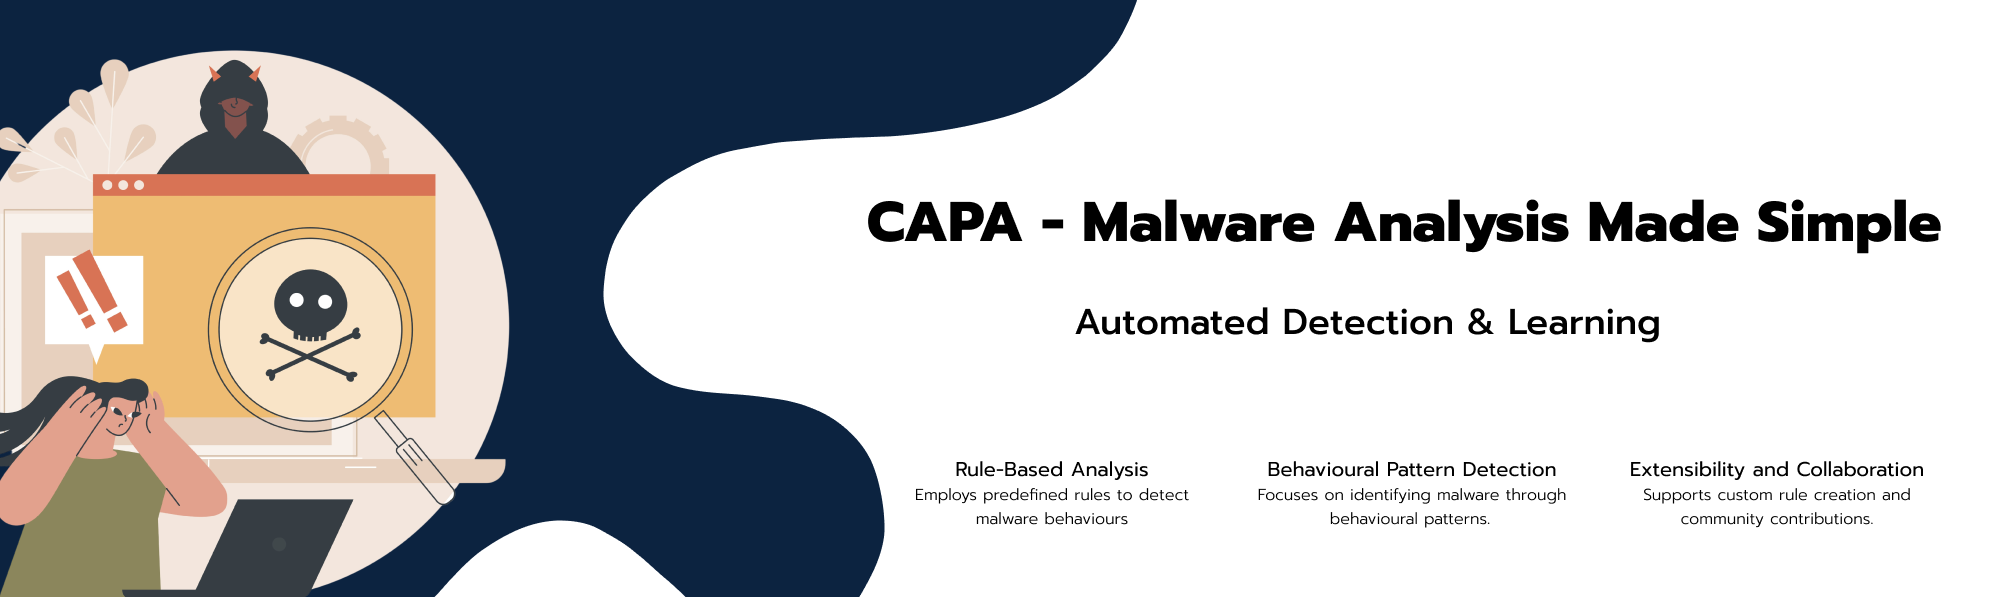 CAPA - Malware Analysis Made Simple
Automated Detection & Learning
Rule-Based Analysis
Employs predefined rules to detect
malware behaviours
Behavioural Pattern Detection
Focuses on identifying malware through
behavioural patterns.
Extensibility and Collaboration
Supports custom rule creation and
community contributions.
!!